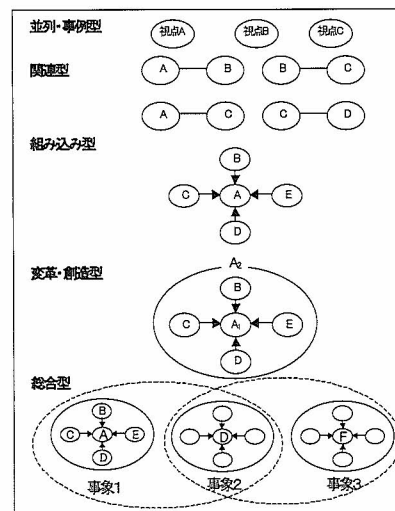 並列・事例型
視点A 視点B 視点C
関連型
A B B C
A C C D
組み込み型
B
C A E
D
変革・創造型
A₂
B
C A₁ E
D
総合型
B
C A E D F
D
事象1 事象2 事象3